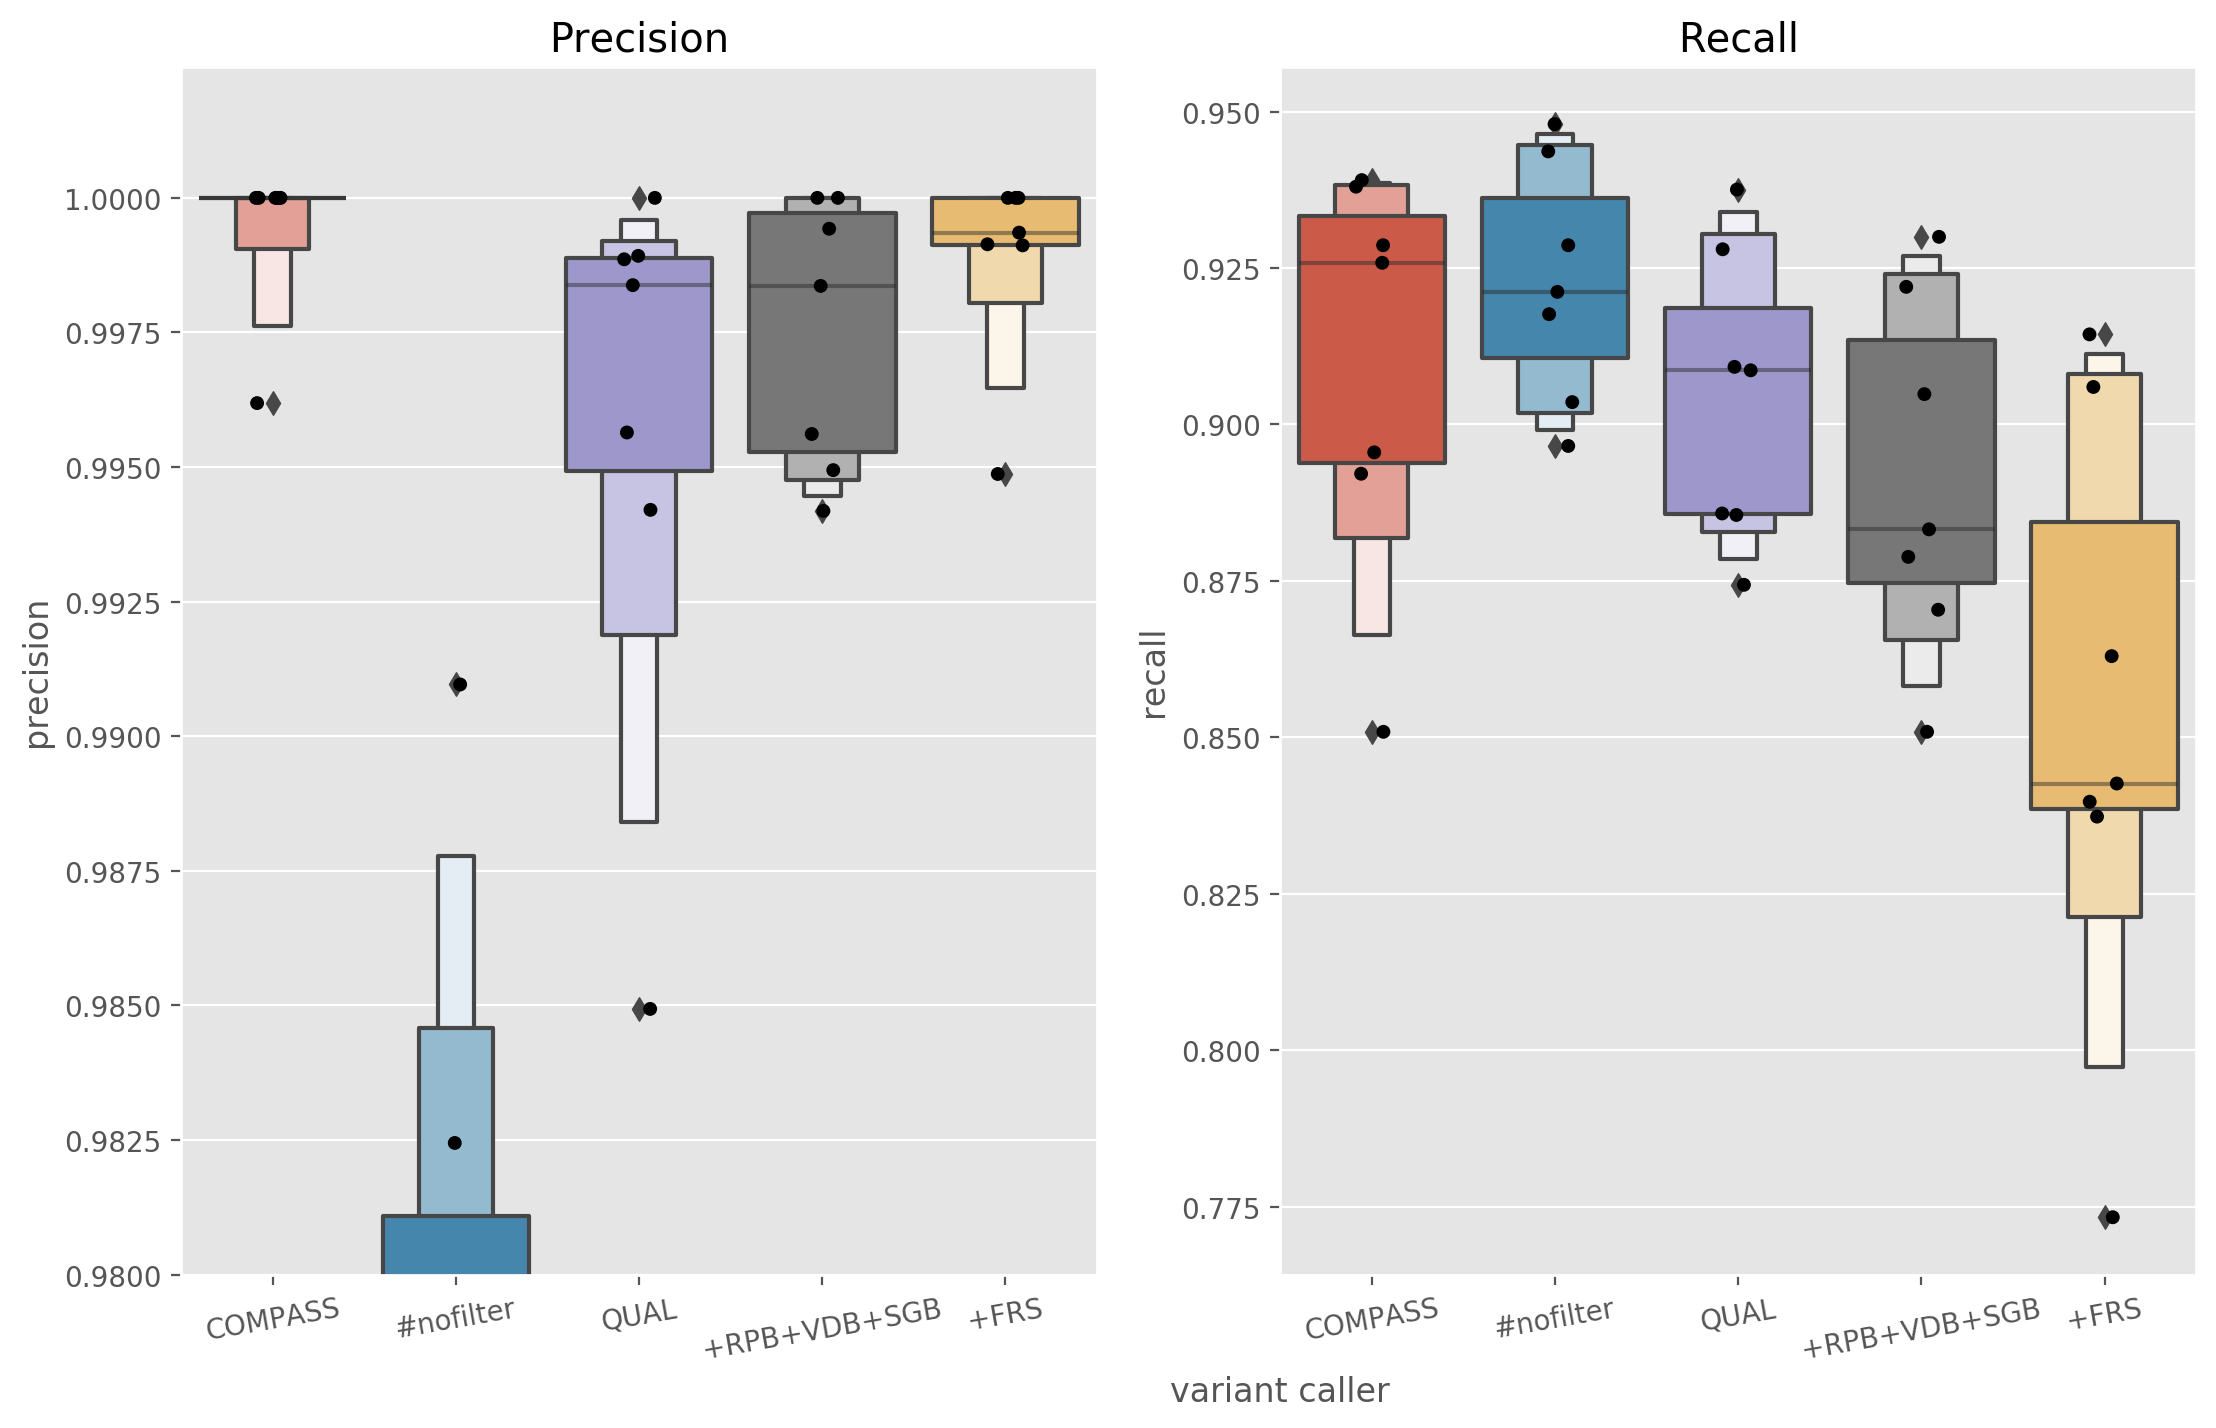 Precision
Recall
1.0000
0.9975
0.9950
0.9925
0.9900
0.9875
0.9850
0.9825
0.9800
precision
COMPASS
#nofilter
QUAL
+RPB+VDB+SGB
+FRS
0.950
0.925
0.900
0.875
0.850
0.825
0.800
0.775
recall
COMPASS
#nofilter
QUAL
+RPB+VDB+SGB
+FRS
variant caller